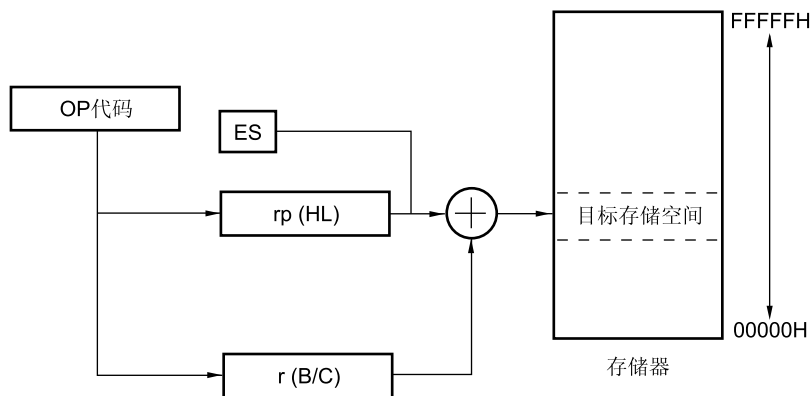 FFFFFH
OP代码
ES
rp (HL)
目标存储空间
00000H
存储器
r (B/C)